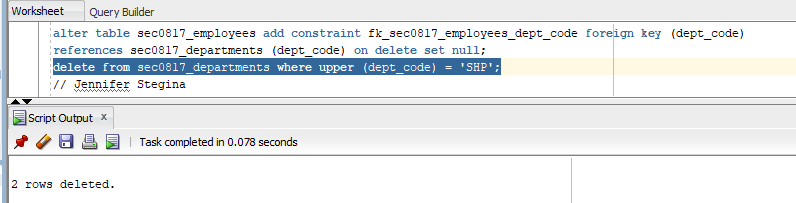 Worksheet Query Builder
alter table sec0817_employees add constraint fk_sec0817_employees_dept_code foreign key (dept_code)
references sec0817_departments (dept_code) on delete set null;
delete from sec0817_departments where upper (dept_code) = 'SHP';
// Jennifer Stegina
Script Output x
Task completed in 0.078 seconds
2 rows deleted.